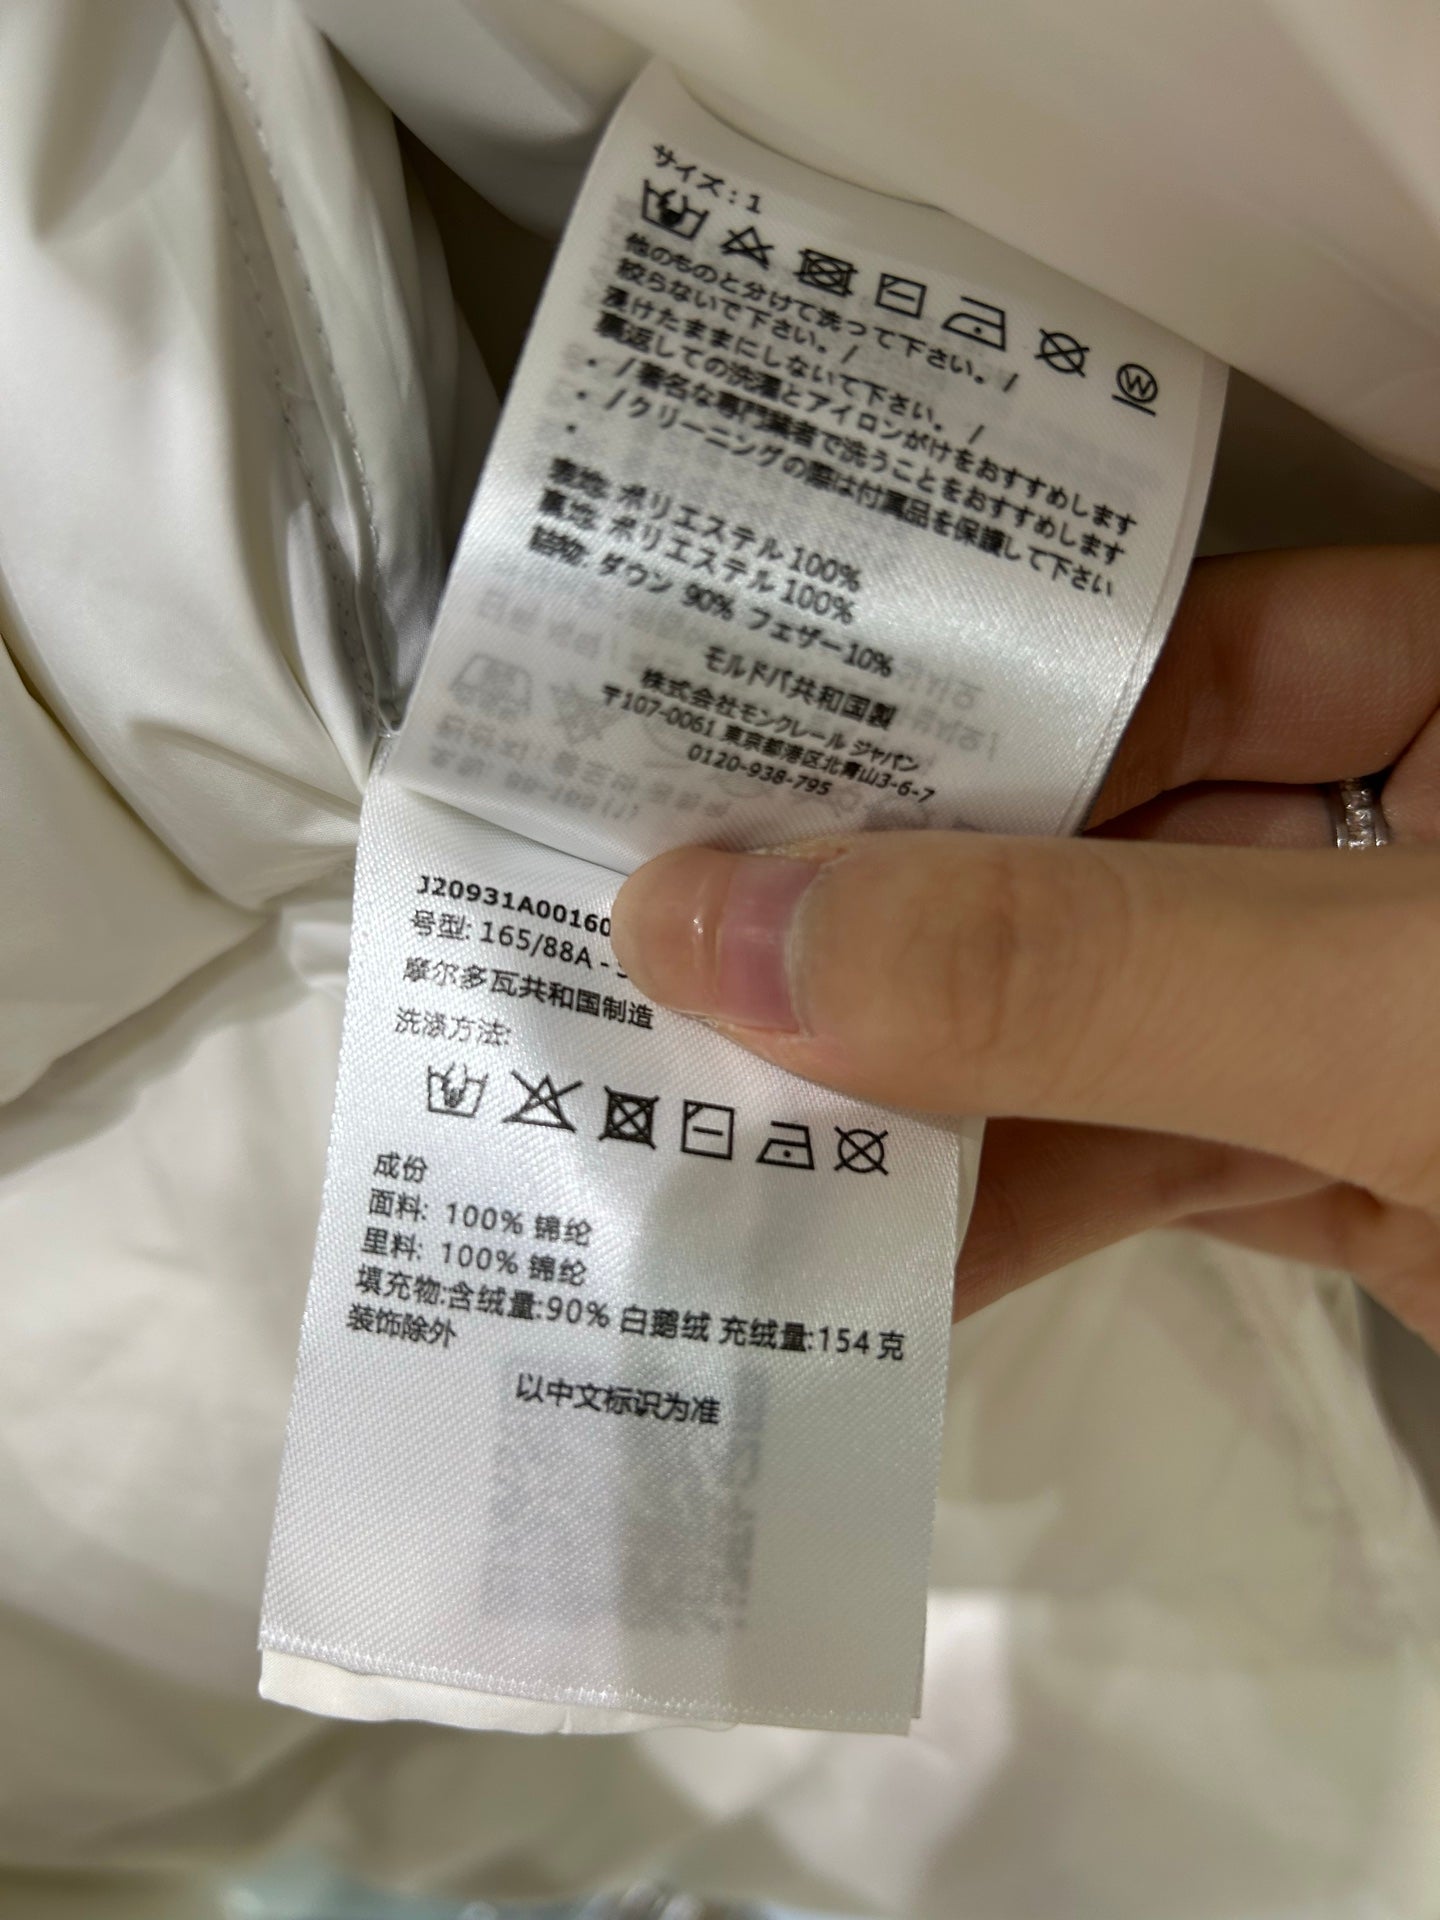 サイズ : 1
W
他のものと分けて洗って下さい。 /
絞らないで下さい。 /
浸けたままにしないで下さい。 /
裏返しての洗濯とアイロンがけをおすすめします
・ /著名な専門業者で洗うことをおすすめします
・ /クリーニングの際は付属品を保護して下さい
・
表地: ポリエステル 100%
裏地: ポリエステル 100%
詰物: ダウン 90% フェザー10%
モルドバ共和国製
株式会社モンクレール ジャパン
〒107-0061 東京都港区北青山3-6-7
0120-938-795
J20931A00160
号型: 165/88A -
摩尔多瓦共和国制造
洗涤方法:
成份
面料: 100% 锦纶
里料: 100% 锦纶
填充物:含绒量:90% 白鹅绒 充绒量:154 克
装饰除外
以中文标识为准